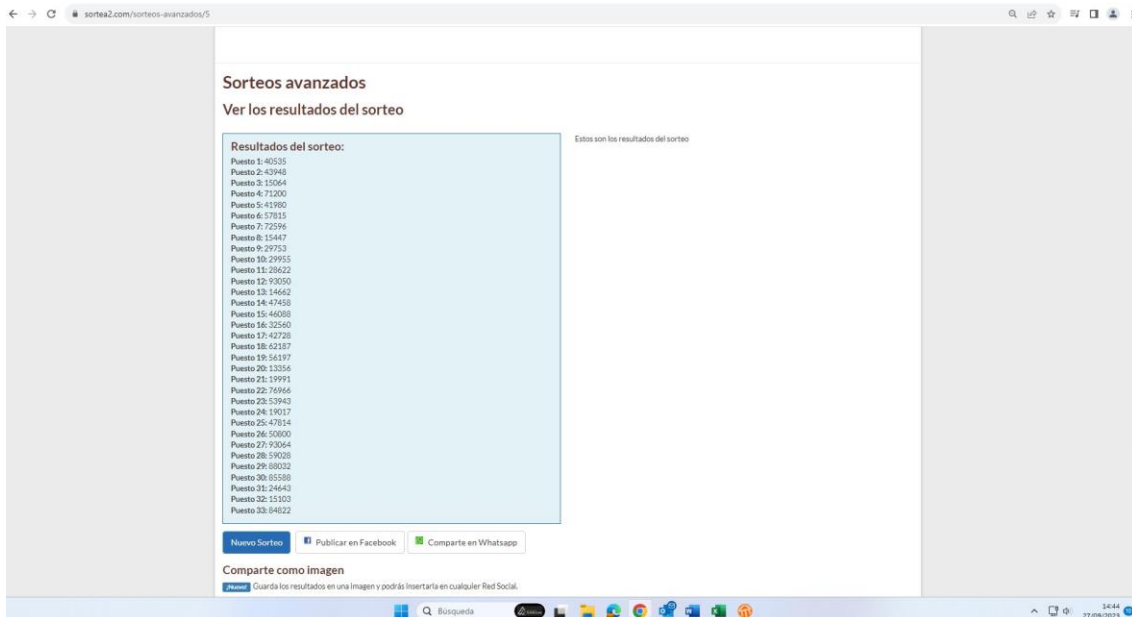 sortea2.com/sorteos-avanzados/5
Sorteos avanzados
Ver los resultados del sorteo
Resultados del sorteo:
Puesto 1: 40535
Puesto 2: 43948
Puesto 3: 15064
Puesto 4: 71200
Puesto 5: 41980
Puesto 6: 57815
Puesto 7: 72596
Puesto 8: 15447
Puesto 9: 29753
Puesto 10: 29955
Puesto 11: 28622
Puesto 12: 93050
Puesto 13: 14662
Puesto 14: 47458
Puesto 15: 46088
Puesto 16: 32560
Puesto 17: 42728
Puesto 18: 62187
Puesto 19: 56197
Puesto 20: 13356
Puesto 21: 19991
Puesto 22: 76966
Puesto 23: 53943
Puesto 24: 19017
Puesto 25: 47814
Puesto 26: 50800
Puesto 27: 93064
Puesto 28: 59028
Puesto 29: 88032
Puesto 30: 85588
Puesto 31: 24643
Puesto 32: 15103
Puesto 33: 84822
Estos son los resultados del sorteo
Nuevo Sorteo
Publicar en Facebook
Comparte en Whatsapp
Comparte como imagen
¡Nuevo! Guarda los resultados en una imagen y podrás insertarla en cualquier Red Social.
Búsqueda
14:44
27/09/2023